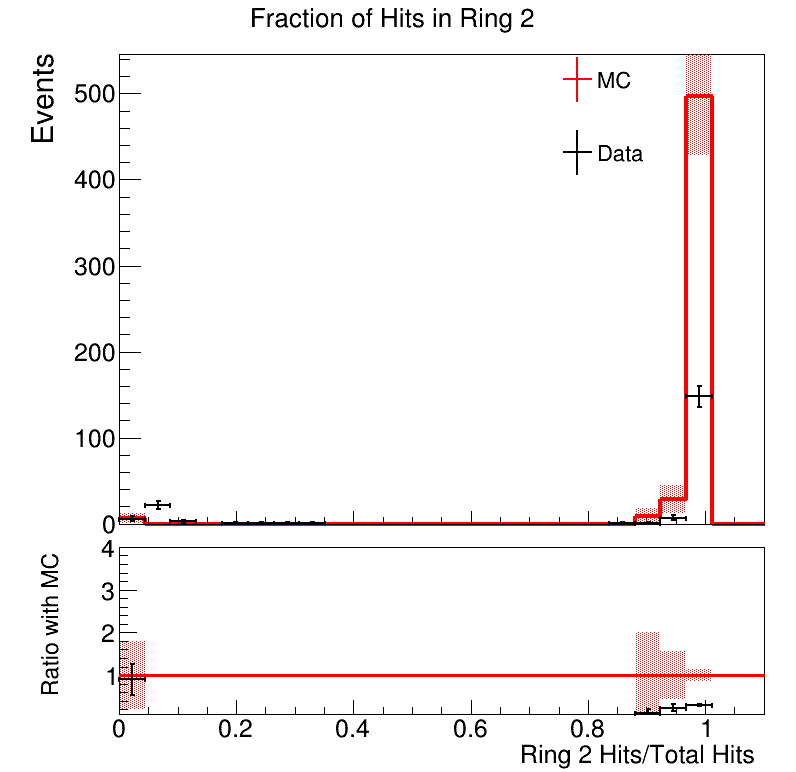 Fraction of Hits in Ring 2
Events
500
400
300
200
100
0
MC
Data
Ratio with MC
4
3
2
1
0 0.2 0.4 0.6 0.8 1
Ring 2 Hits/Total Hits